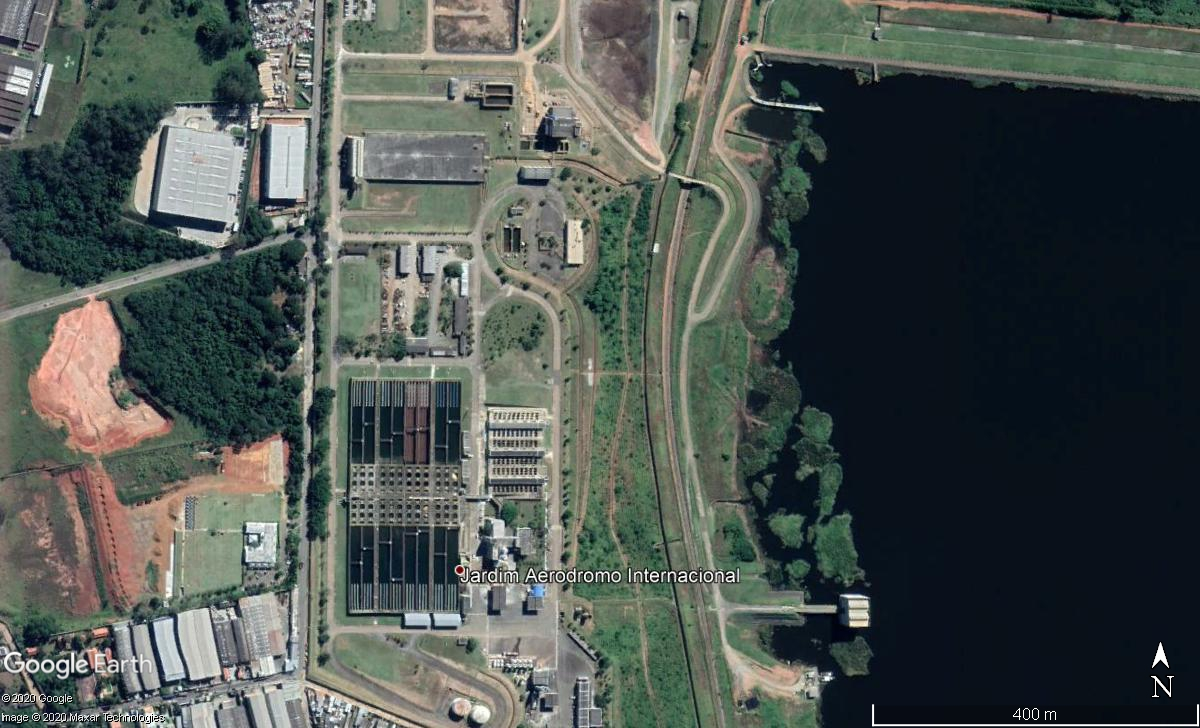 Jardim Aerodromo Internacional
Google Earth
© 2020 Google
Image © 2020 Maxar Technologies
N
400 m